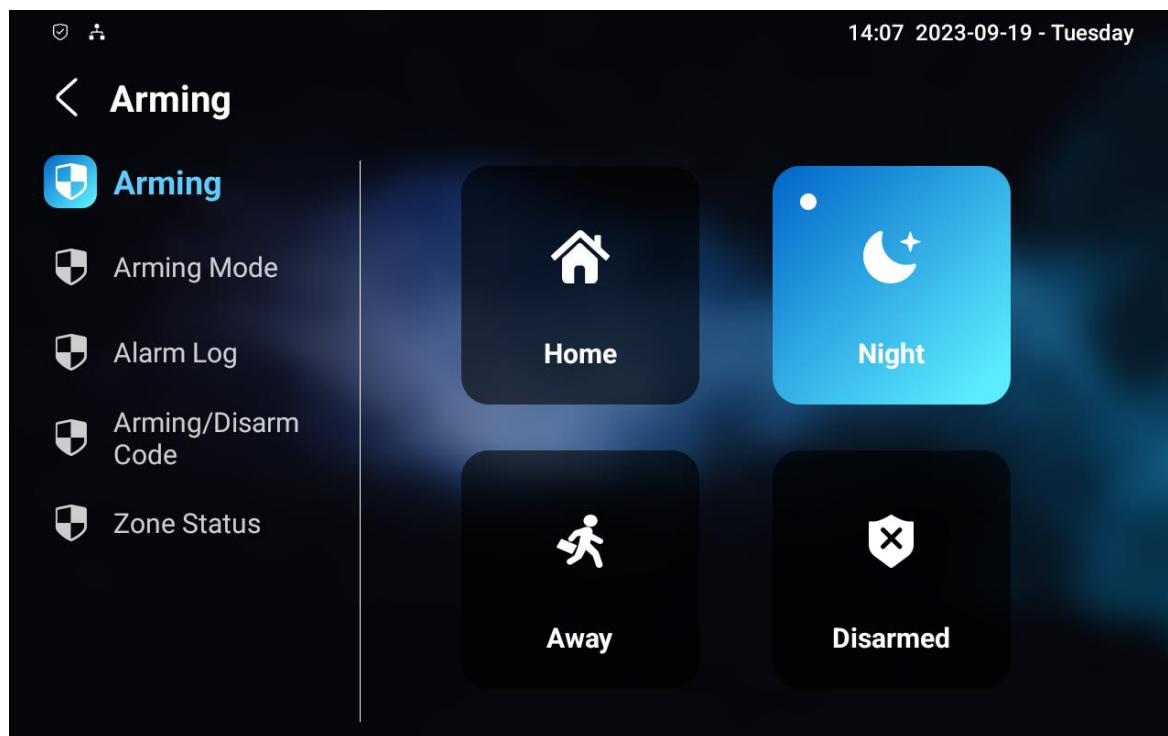 14:07 2023-09-19 - Tuesday
Arming
Arming
Arming Mode
Alarm Log
Arming/Disarm
Code
Zone Status
Home
Night
Away
Disarmed